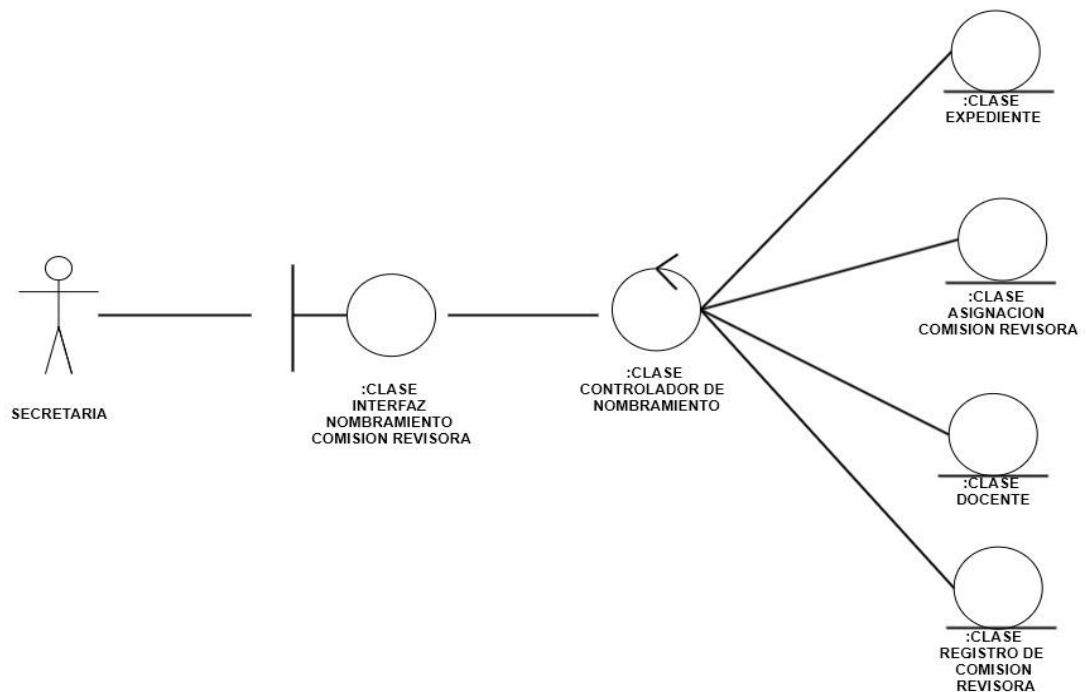 SECRETARIA
:CLASE
INTERFAZ
NOMBRAMIENTO
COMISION REVISORA
:CLASE
CONTROLADOR DE
NOMBRAMIENTO
:CLASE
EXPEDIENTE
:CLASE
ASIGNACION
COMISION REVISORA
:CLASE
DOCENTE
:CLASE
REGISTRO DE
COMISION
REVISORA